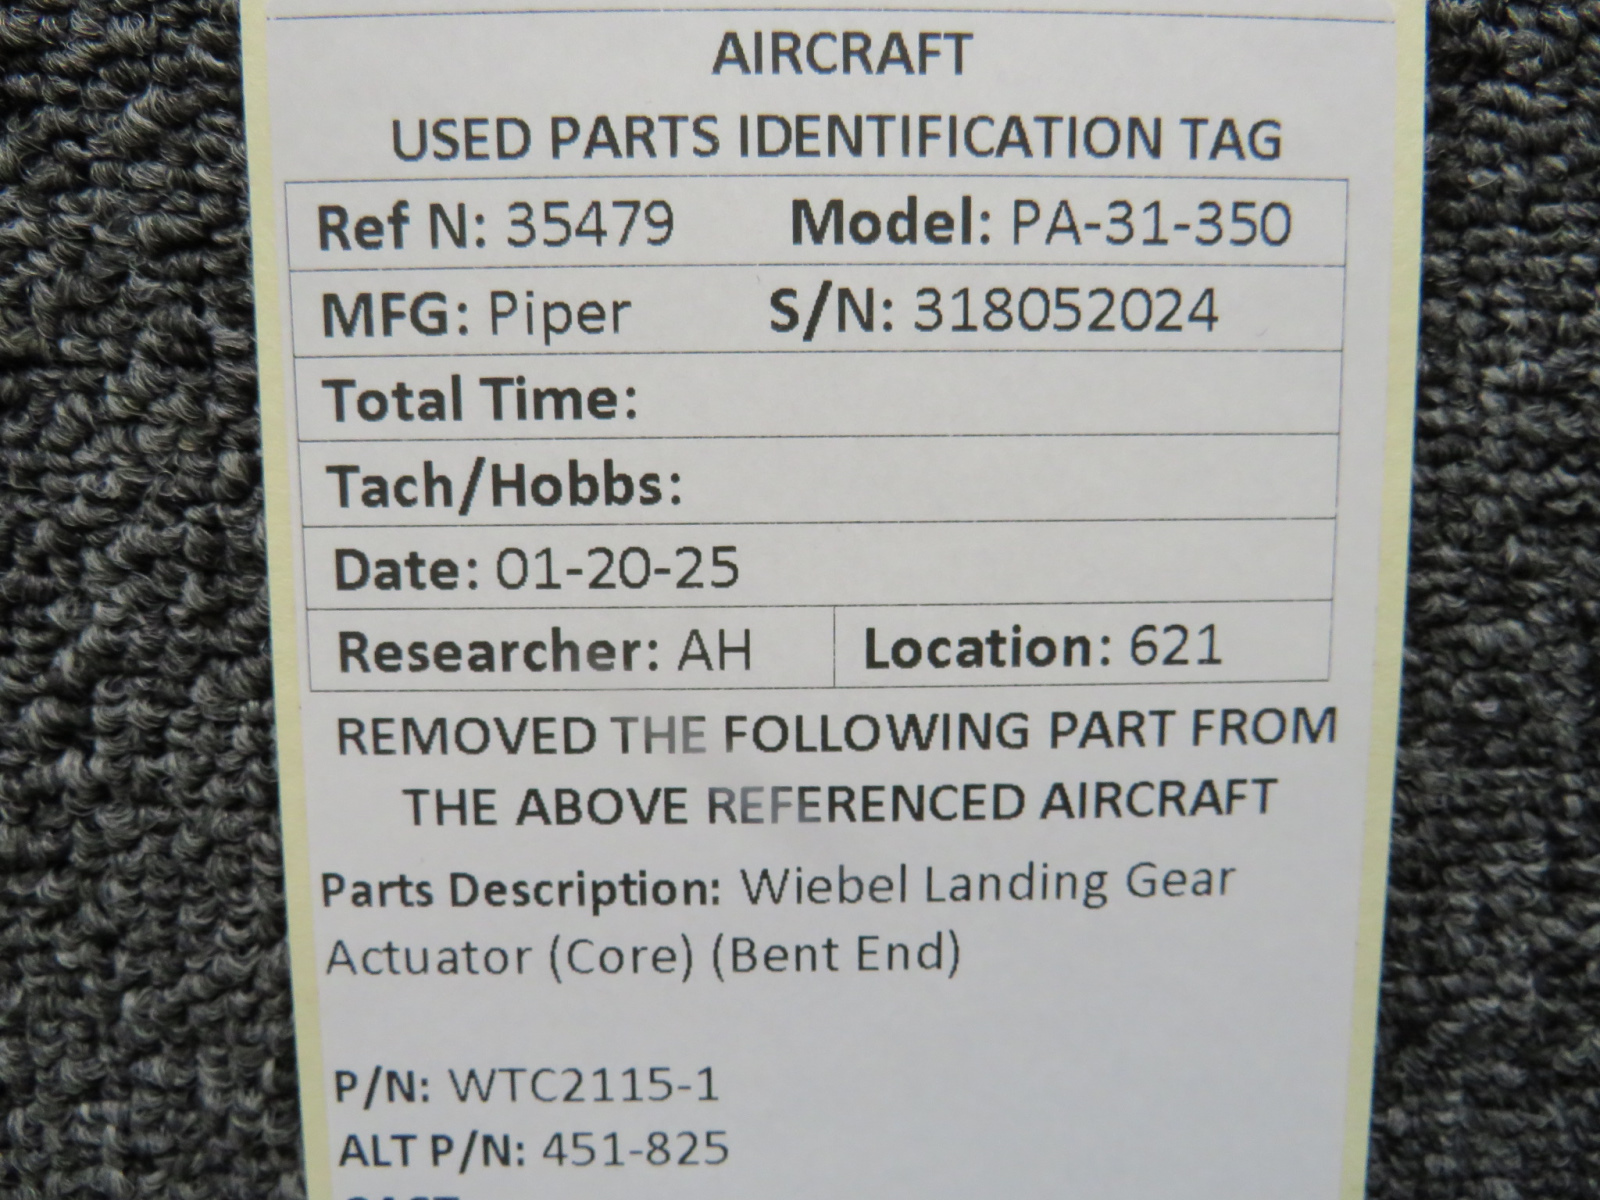 AIRCRAFT
USED PARTS IDENTIFICATION TAG
Ref N: 35479 Model: PA-31-350
MFG: Piper S/N: 318052024
Total Time:
Tach/Hobbs:
Date: 01-20-25
Researcher: AH Location: 621
REMOVED THE FOLLOWING PART FROM
THE ABOVE REFERENCED AIRCRAFT
Parts Description: Wiebel Landing Gear
Actuator (Core) (Bent End)
P/N: WTC2115-1
ALT P/N: 451-825